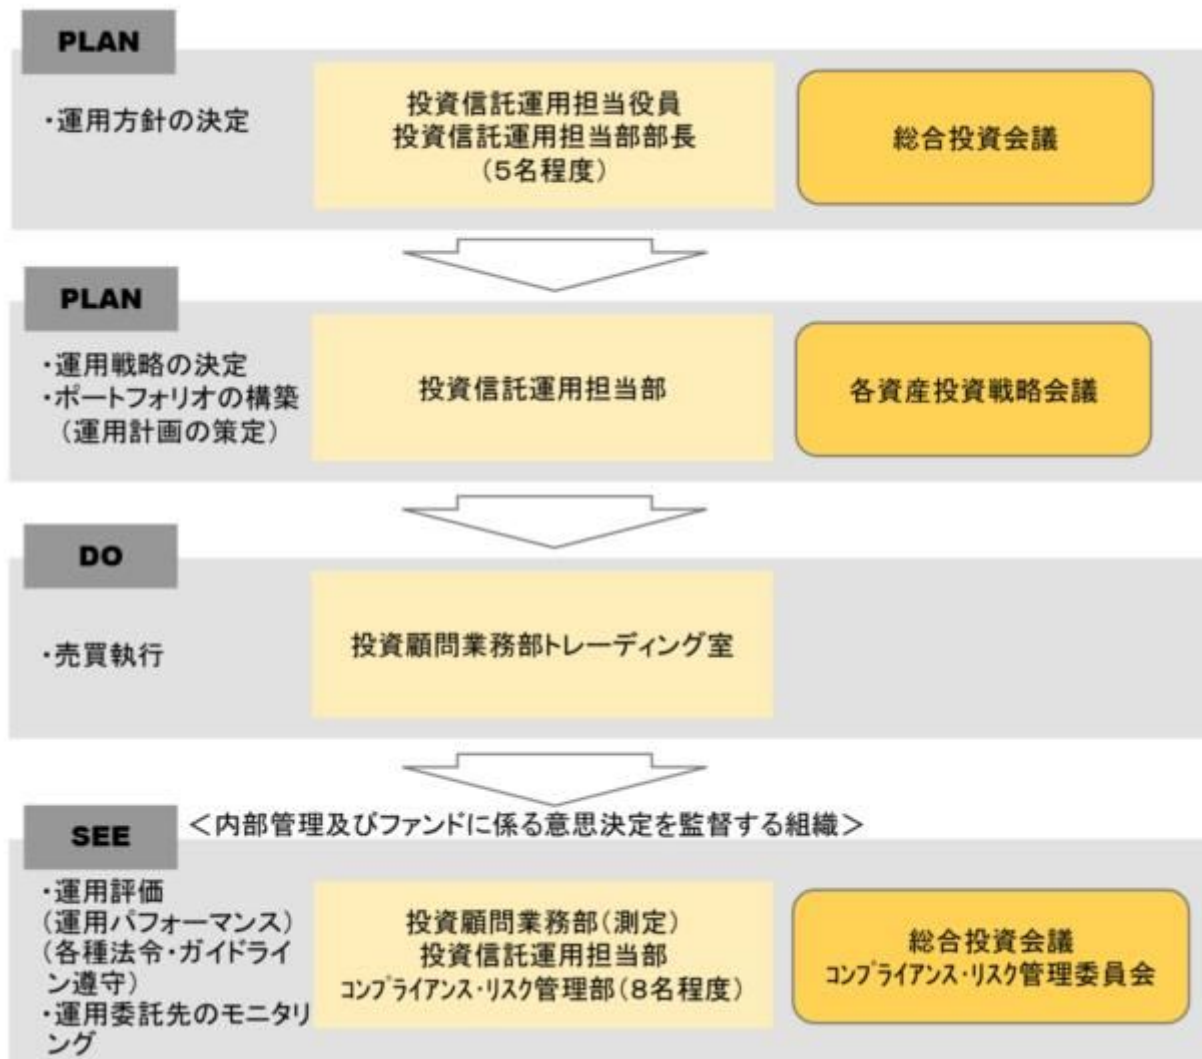 PLAN
・運用方針の決定
投資信託運用担当役員
投資信託運用担当部部長
(5名程度)
総合投資会議
PLAN
・運用戦略の決定
・ポートフォリオの構築
(運用計画の策定)
投資信託運用担当部
各資産投資戦略会議
DO
・売買執行
投資顧問業務部トレーディング室
SEE
＜内部管理及びファンドに係る意思決定を監督する組織＞
・運用評価
(運用パフォーマンス)
(各種法令・ガイドライ
ン遵守)
・運用委託先のモニタリ
ング
投資顧問業務部(測定)
投資信託運用担当部
ｺﾝﾌﾟﾗｲｱﾝｽ・ﾘｽｸ管理部(8名程度)
総合投資会議
ｺﾝﾌﾟﾗｲｱﾝｽ・ﾘｽｸ管理委員会